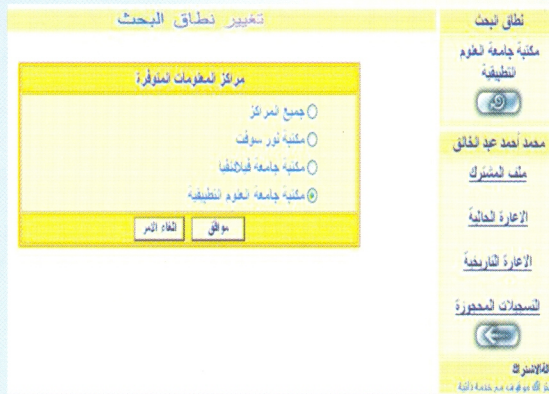 تغيير نطاق البحث
مراكز المعلومات المتوفرة
جميع المراكز
مكتبة نور سوفت
مكتبة جامعة فيلادلفيا
مكتبة جامعة العلوم التطبيقية
موافق
الغاء الامر
نطاق البحث
مكتبة جامعة العلوم
التطبيقية
محمد أحمد عبد الخالق
ملف المشترك
الاعارة الحالية
الاعارة التاريخية
التسجيلات المحجوزة